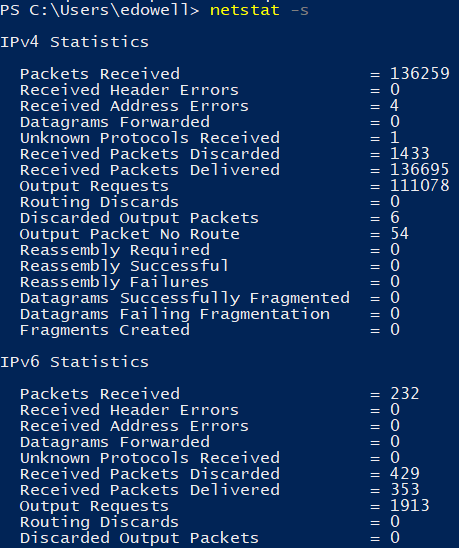 PS C:\Users\edowell> netstat -s
IPv4 Statistics
Packets Received = 136259
Received Header Errors = 0
Received Address Errors = 4
Datagrams Forwarded = 0
Unknown Protocols Received = 1
Received Packets Discarded = 1433
Received Packets Delivered = 136695
Output Requests = 111078
Routing Discards = 0
Discarded Output Packets = 6
Output Packet No Route = 54
Reassembly Required = 0
Reassembly Successful = 0
Reassembly Failures = 0
Datagrams Successfully Fragmented = 0
Datagrams Failing Fragmentation = 0
Fragments Created = 0
IPv6 Statistics
Packets Received = 232
Received Header Errors = 0
Received Address Errors = 0
Datagrams Forwarded = 0
Unknown Protocols Received = 0
Received Packets Discarded = 429
Received Packets Delivered = 353
Output Requests = 1913
Routing Discards = 0
Discarded Output Packets = 0